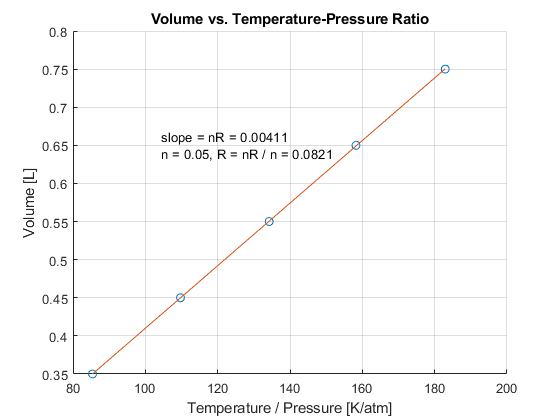 Volume vs. Temperature-Pressure Ratio
0.8
0.75
0.7
0.65
0.6
0.55
0.5
0.45
0.4
0.35
Volume [L]
slope = nR = 0.00411
n = 0.05, R = nR / n = 0.0821
80 100 120 140 160 180 200
Temperature / Pressure [K/atm]